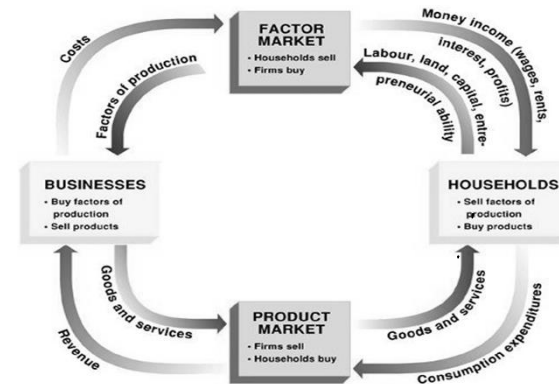 FACTOR
MARKET
• Households sell
• Firms buy
Costs
Factors of production
Money income (wages, rents,
interest, profits)
Labour, land, capital, entre-
preneurial ability
BUSINESSES
• Buy factors of
production
• Sell products
HOUSEHOLDS
• Sell factors of
production
• Buy products
Goods and services
Revenue
PRODUCT
MARKET
• Firms sell
• Households buy
Goods and services
Consumption expenditures